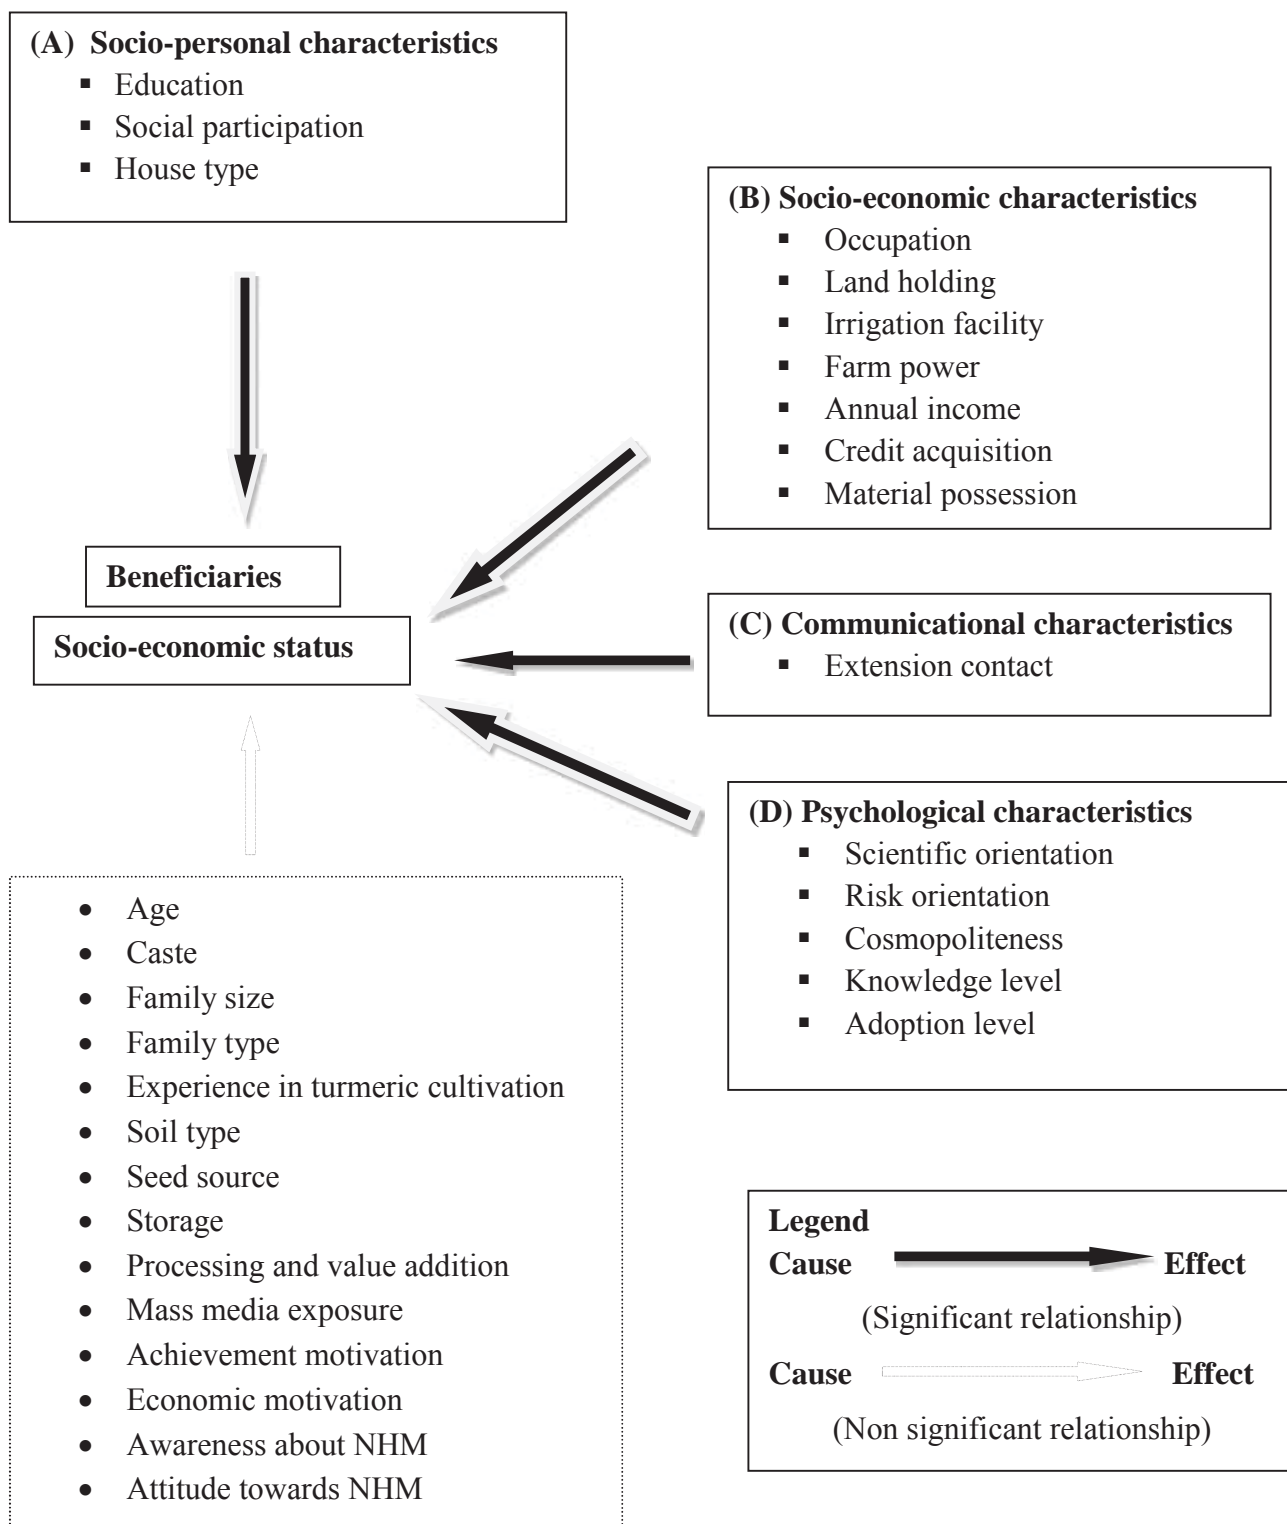 (A) Socio-personal characteristics
▪ Education
▪ Social participation
▪ House type
(B) Socio-economic characteristics
▪ Occupation
▪ Land holding
▪ Irrigation facility
▪ Farm power
▪ Annual income
▪ Credit acquisition
▪ Material possession
Beneficiaries
Socio-economic status
(C) Communicational characteristics
▪ Extension contact
(D) Psychological characteristics
▪ Scientific orientation
▪ Risk orientation
▪ Cosmopoliteness
▪ Knowledge level
▪ Adoption level
• Age
• Caste
• Family size
• Family type
• Experience in turmeric cultivation
• Soil type
• Seed source
• Storage
• Processing and value addition
• Mass media exposure
• Achievement motivation
• Economic motivation
• Awareness about NHM
• Attitude towards NHM
Legend
Cause Effect
(Significant relationship)
Cause Effect
(Non significant relationship)